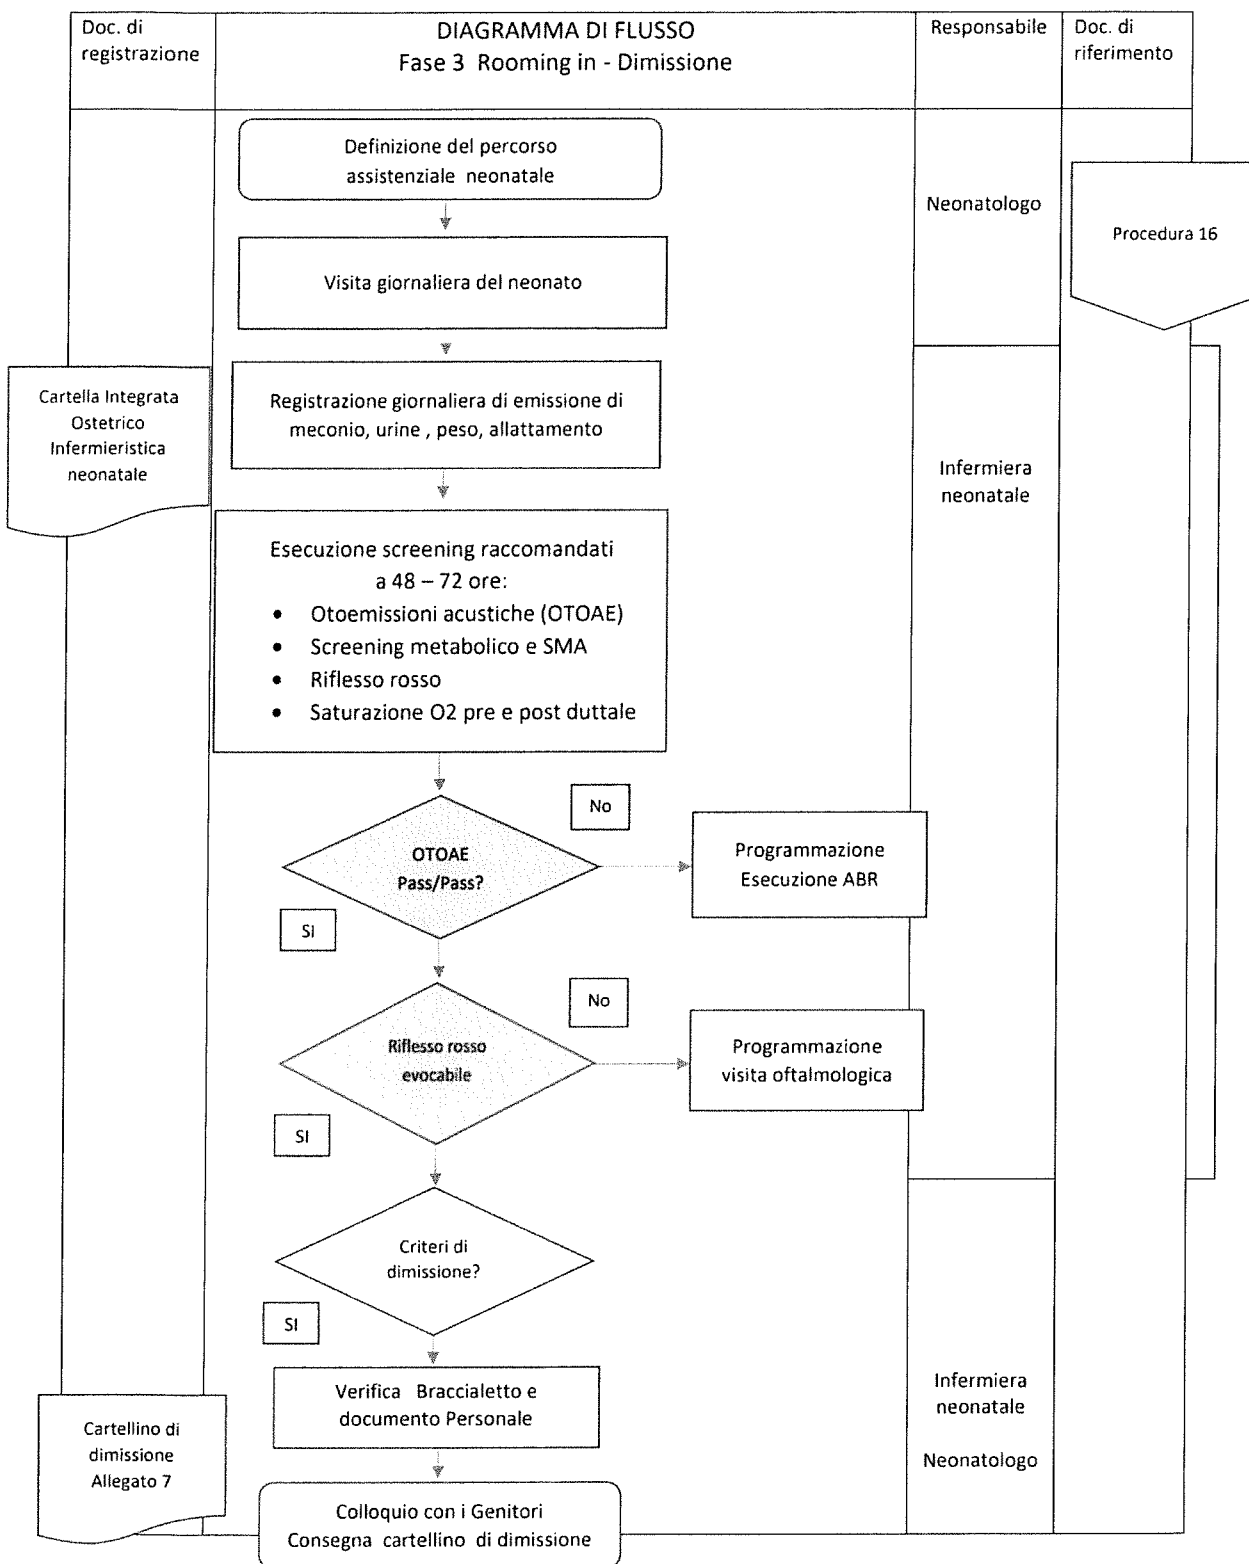 Doc. di
registrazione
DIAGRAMMA DI FLUSSO
Fase 3 Rooming in - Dimissione
Responsabile
Doc. di
riferimento
Definizione del percorso
assistenziale neonatale
Neonatologo
Procedura 16
Visita giornaliera del neonato
Cartella Integrata
Ostetrico
Infermieristica
neonatale
Registrazione giornaliera di emissione di
meconio, urine , peso, allattamento
Infermiera
neonatale
Esecuzione screening raccomandati
a 48 – 72 ore:
• Otoemissioni acustiche (OTOAE)
• Screening metabolico e SMA
• Riflesso rosso
• Saturazione O2 pre e post duttale
No
OTOAE
Pass/Pass?
Programmazione
Esecuzione ABR
SI
No
Riflesso rosso
evocabile
Programmazione
visita oftalmologica
SI
Criteri di
dimissione?
SI
Verifica Braccialetto e
documento Personale
Infermiera
neonatale
Neonatologo
Cartellino di
dimissione
Allegato 7
Colloquio con i Genitori
Consegna cartellino di dimissione